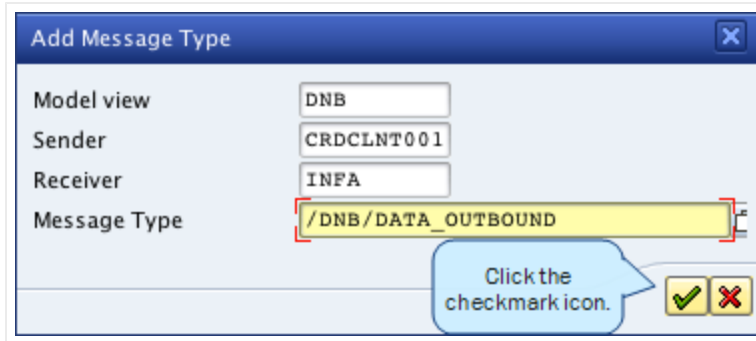 Add Message Type
Model view DNB
Sender CRDCLNT001
Receiver INFA
Message Type /DNB/DATA_OUTBOUND
Click the
checkmark icon.